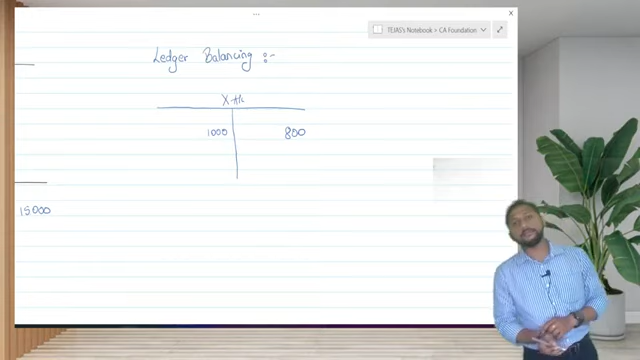 TEJAS's Notebook > CA Foundation
Ledger Balancing :-
X A/c
1000 800
15000